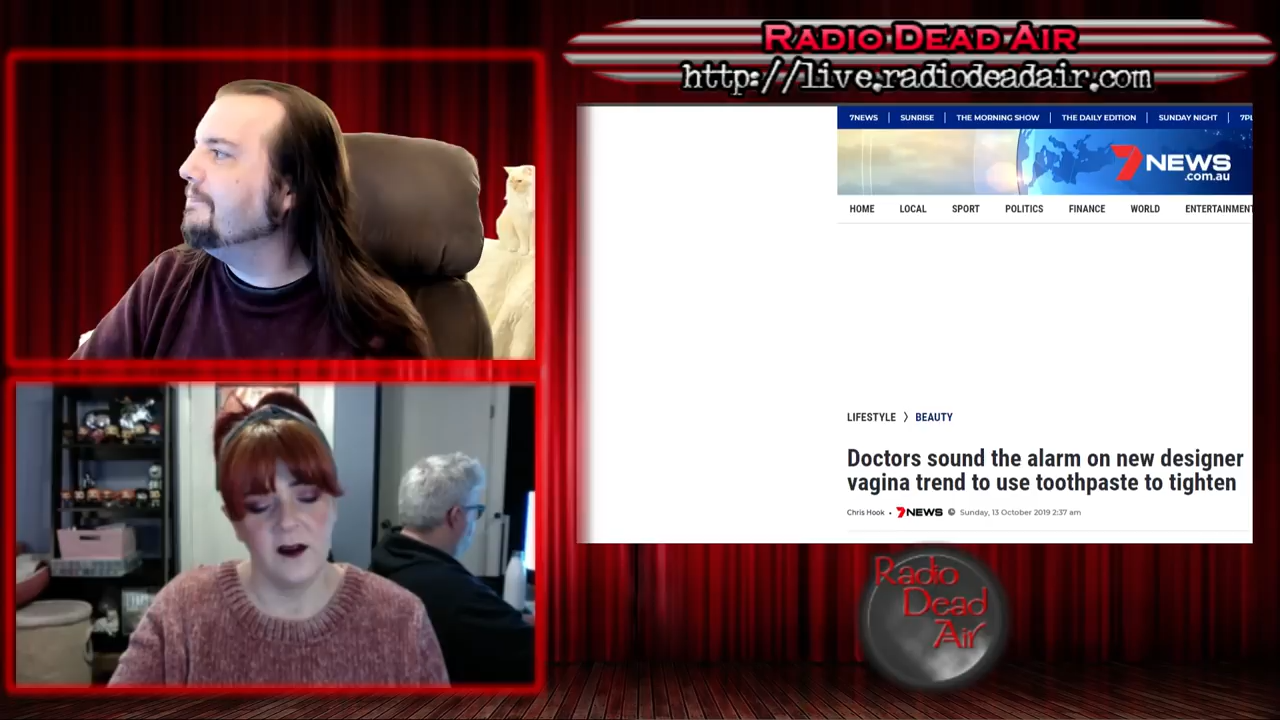 RADIO DEAD AIR
http://live.radiodeadair.com
7NEWS SUNRISE THE MORNING SHOW THE DAILY EDITION SUNDAY NIGHT
7NEWS
.com.au
HOME LOCAL SPORT POLITICS FINANCE WORLD ENTERTAINMENT
LIFESTYLE 〉 BEAUTY
Doctors sound the alarm on new designer
vagina trend to use toothpaste to tighten
Chris Hook • 7NEWS Sunday, 13 October 2019 2:37 am
Radio
Dead
Air